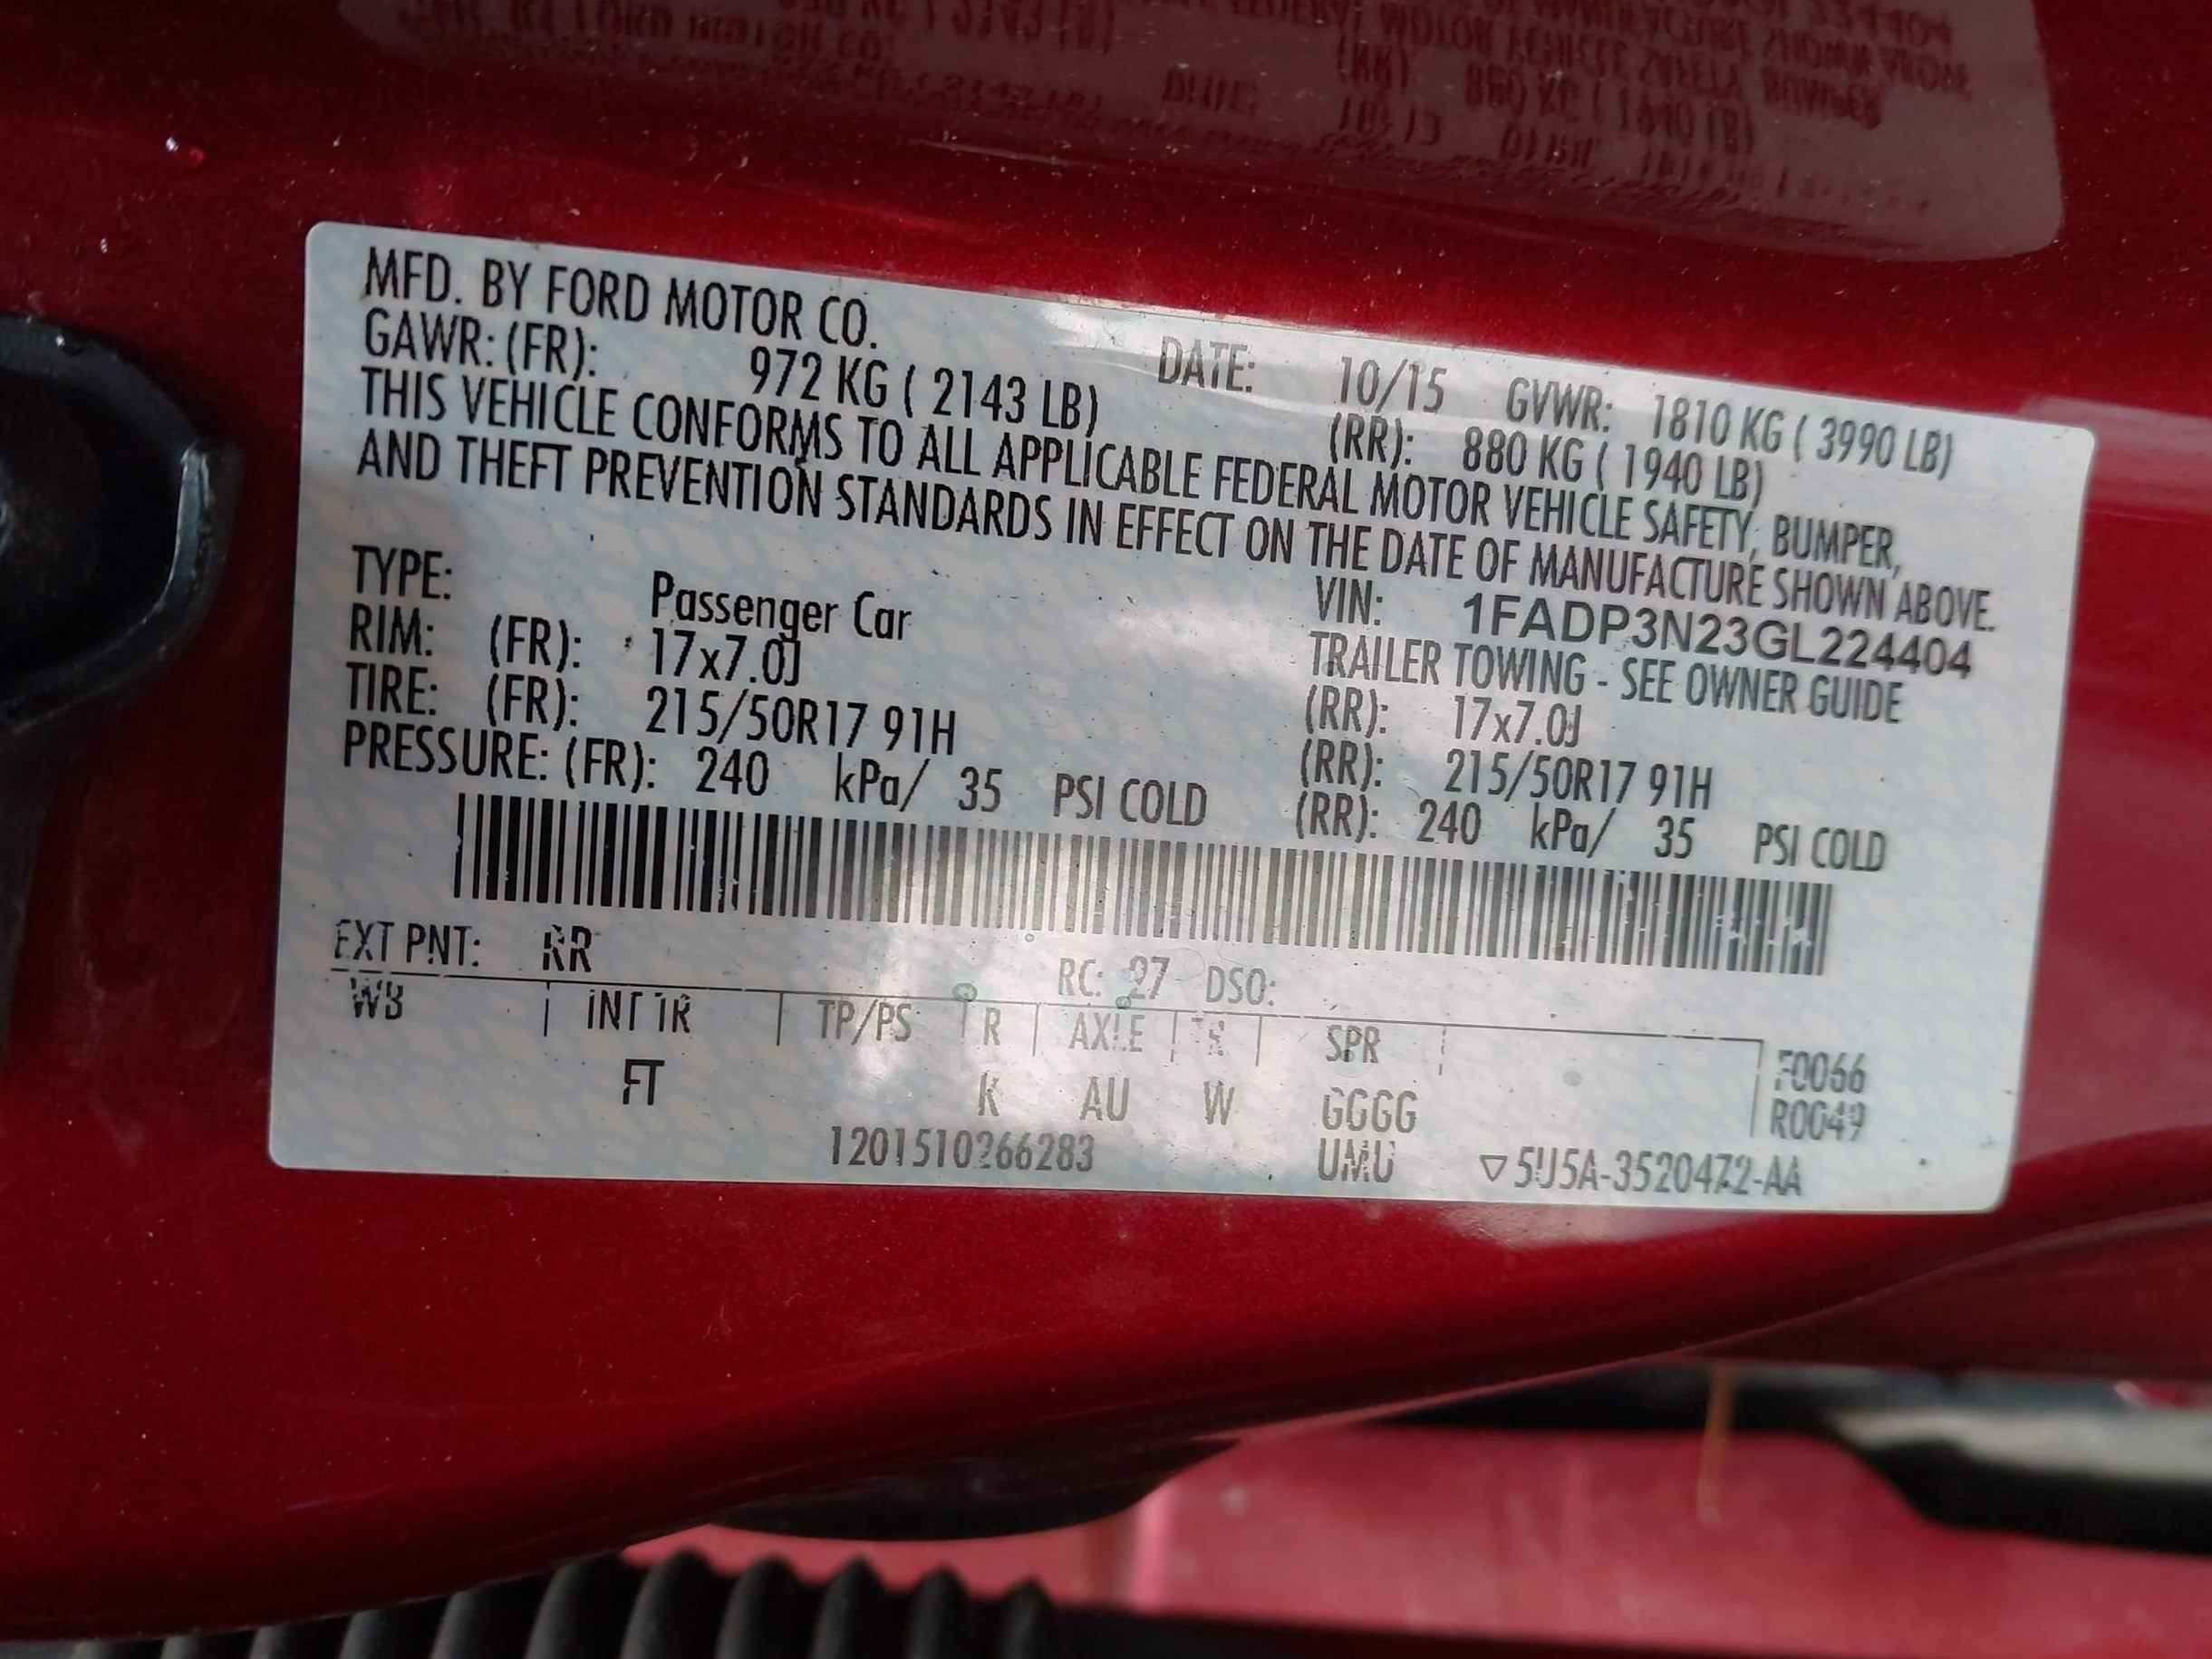 MFD. BY FORD MOTOR CO.
DATE: 10/15 GVWR: 1810 KG ( 3990 LB)
GAWR: (FR): 972 KG ( 2143 LB) (RR): 880 KG ( 1940 LB)
THIS VEHICLE CONFORMS TO ALL APPLICABLE FEDERAL MOTOR VEHICLE SAFETY, BUMPER,
AND THEFT PREVENTION STANDARDS IN EFFECT ON THE DATE OF MANUFACTURE SHOWN ABOVE.
VIN: 1FADP3N23GL224404
TYPE: Passenger Car TRAILER TOWING - SEE OWNER GUIDE
RIM: (FR): 17x7.0J (RR): 17x7.0J
TIRE: (FR): 215/50R17 91H (RR): 215/50R17 91H
PRESSURE: (FR): 240 kPa/ 35 PSI COLD (RR): 240 kPa/ 35 PSI COLD
EXT PNT: RR RC: 27 DSO:
WB INT TR TP/PS R AXLE TR SPR F0066
FT K AU W GGGG R0049
1201510266283 UMU ▽5U5A-3520472-AA